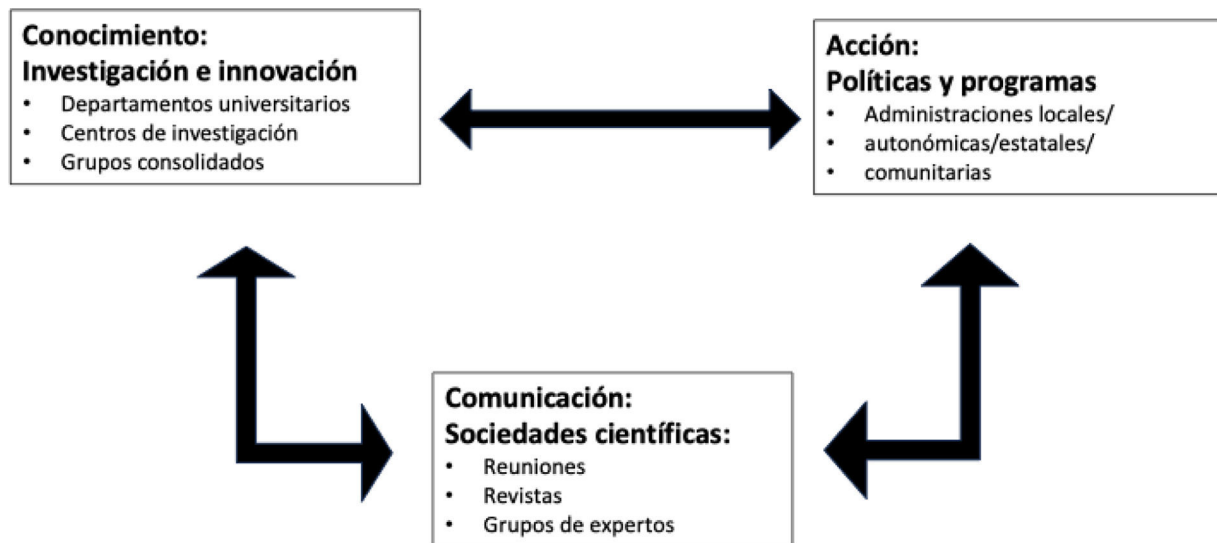 Conocimiento:
Investigación e innovación
• Departamentos universitarios
• Centros de investigación
• Grupos consolidados
Acción:
Políticas y programas
• Administraciones locales/
• autonómicas/estatales/
• comunitarias
Comunicación:
Sociedades científicas:
• Reuniones
• Revistas
• Grupos de expertos